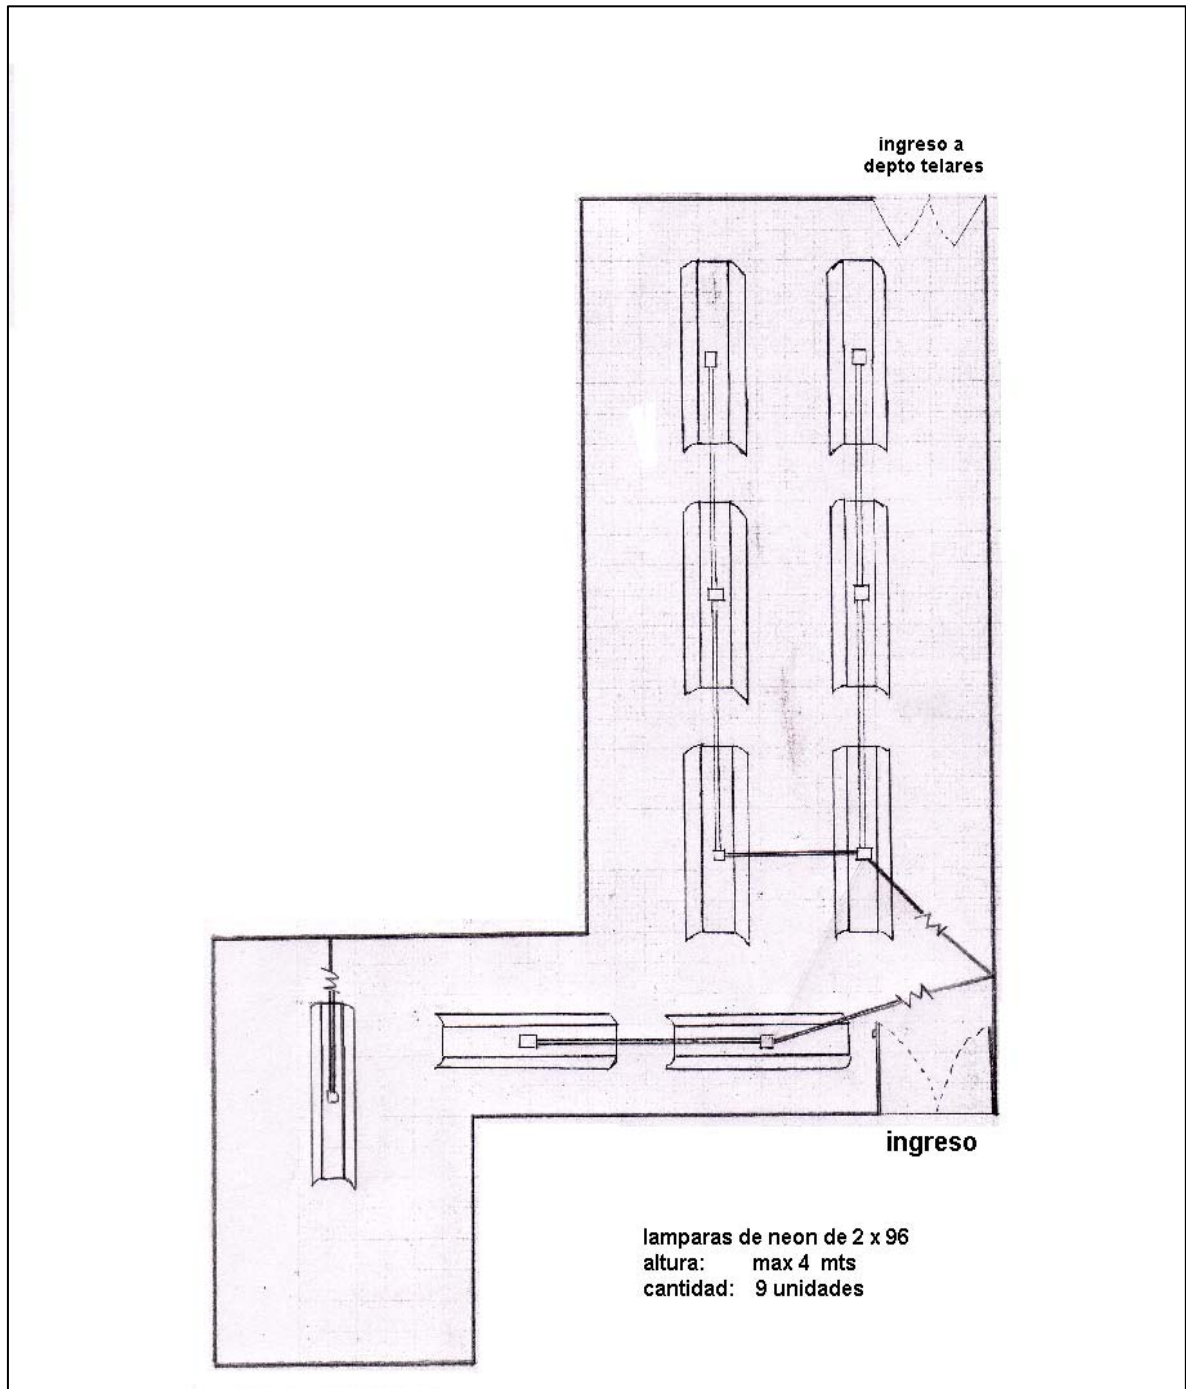 ingreso a
depto telares
ingreso
lamparas de neon de 2 x 96
altura: max 4 mts
cantidad: 9 unidades